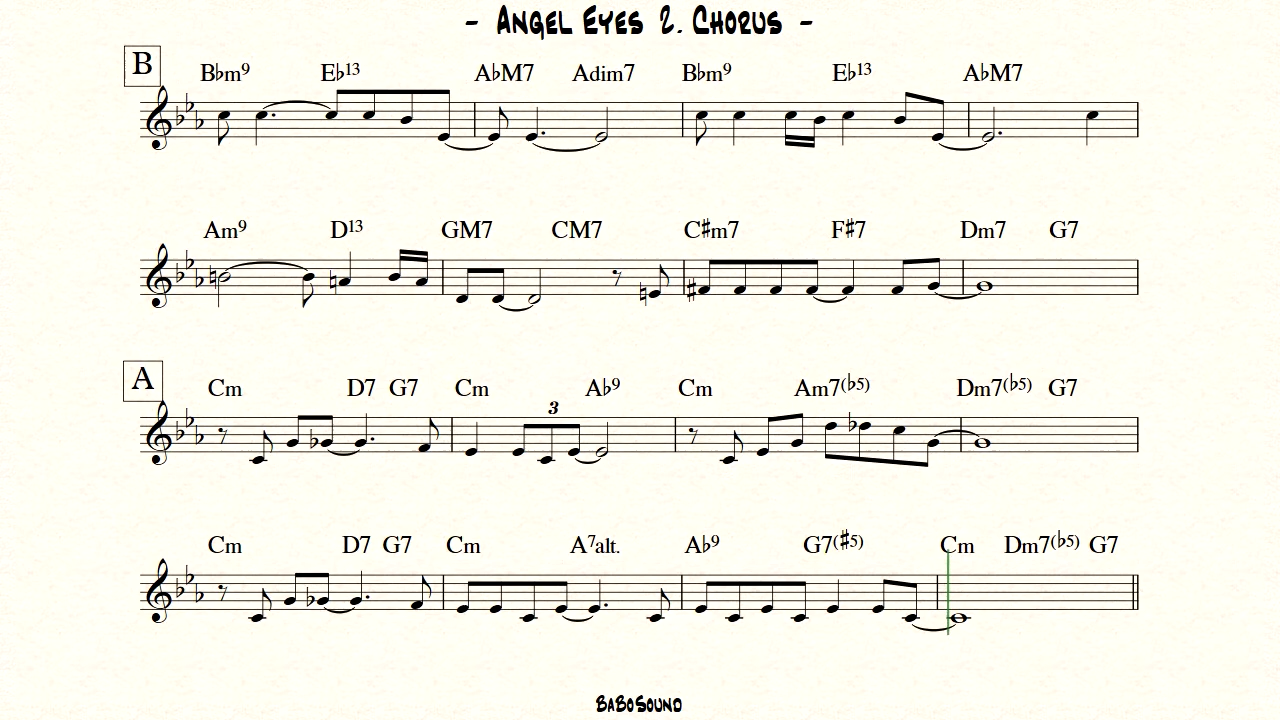 - Angel Eyes 2. Chorus -
B
B♭m9 E♭13 A♭M7 Adim7 B♭m9 E♭13 A♭M7
Am9 D13 GM7 CM7 C♯m7 F♯7 Dm7 G7
A
Cm D7 G7 Cm A♭9 Cm Am7(♭5) Dm7(♭5) G7
3
Cm D7 G7 Cm A7alt. A♭9 G7(♯5) Cm Dm7(♭5) G7
BaBoSound